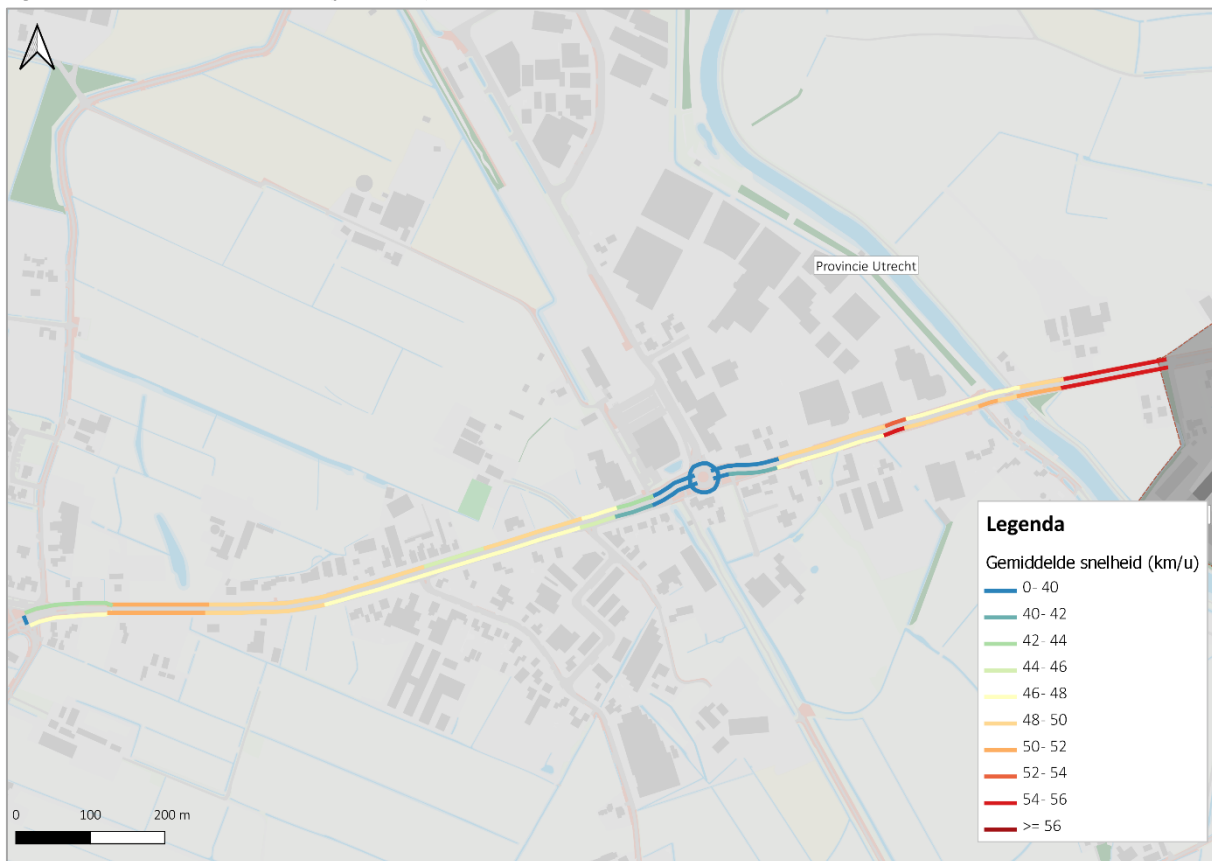 Provincie Utrecht
Legenda
Gemiddelde snelheid (km/u)
0- 40
40- 42
42- 44
44- 46
46- 48
48- 50
50- 52
52- 54
54- 56
>= 56
0 100 200 m